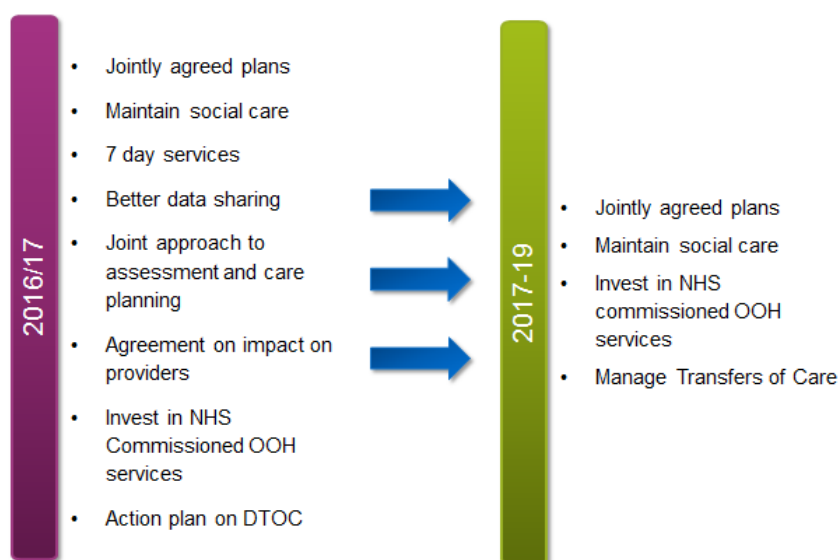 2016/17
• Jointly agreed plans
• Maintain social care
• 7 day services
• Better data sharing
• Joint approach to
assessment and care
planning
• Agreement on impact on
providers
• Invest in NHS
Commissioned OOH
services
• Action plan on DTOC
2017-19
• Jointly agreed plans
• Maintain social care
• Invest in NHS
commissioned OOH
services
• Manage Transfers of Care